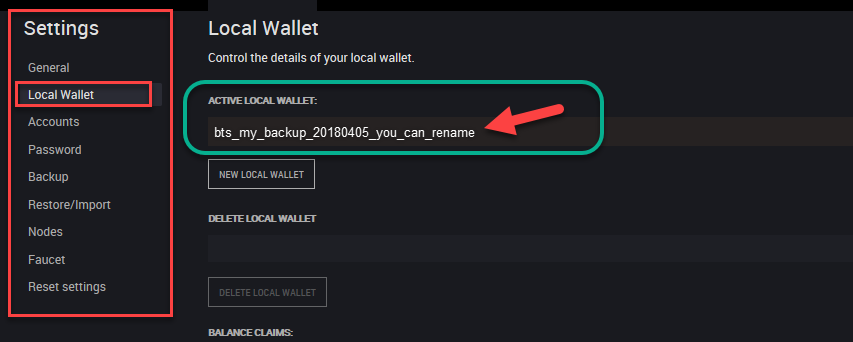 Settings
General
Local Wallet
Accounts
Password
Backup
Restore/Import
Nodes
Faucet
Reset settings
Local Wallet
Control the details of your local wallet.
ACTIVE LOCAL WALLET:
bts_my_backup_20180405_you_can_rename
NEW LOCAL WALLET
DELETE LOCAL WALLET
DELETE LOCAL WALLET
BALANCE CLAIMS: